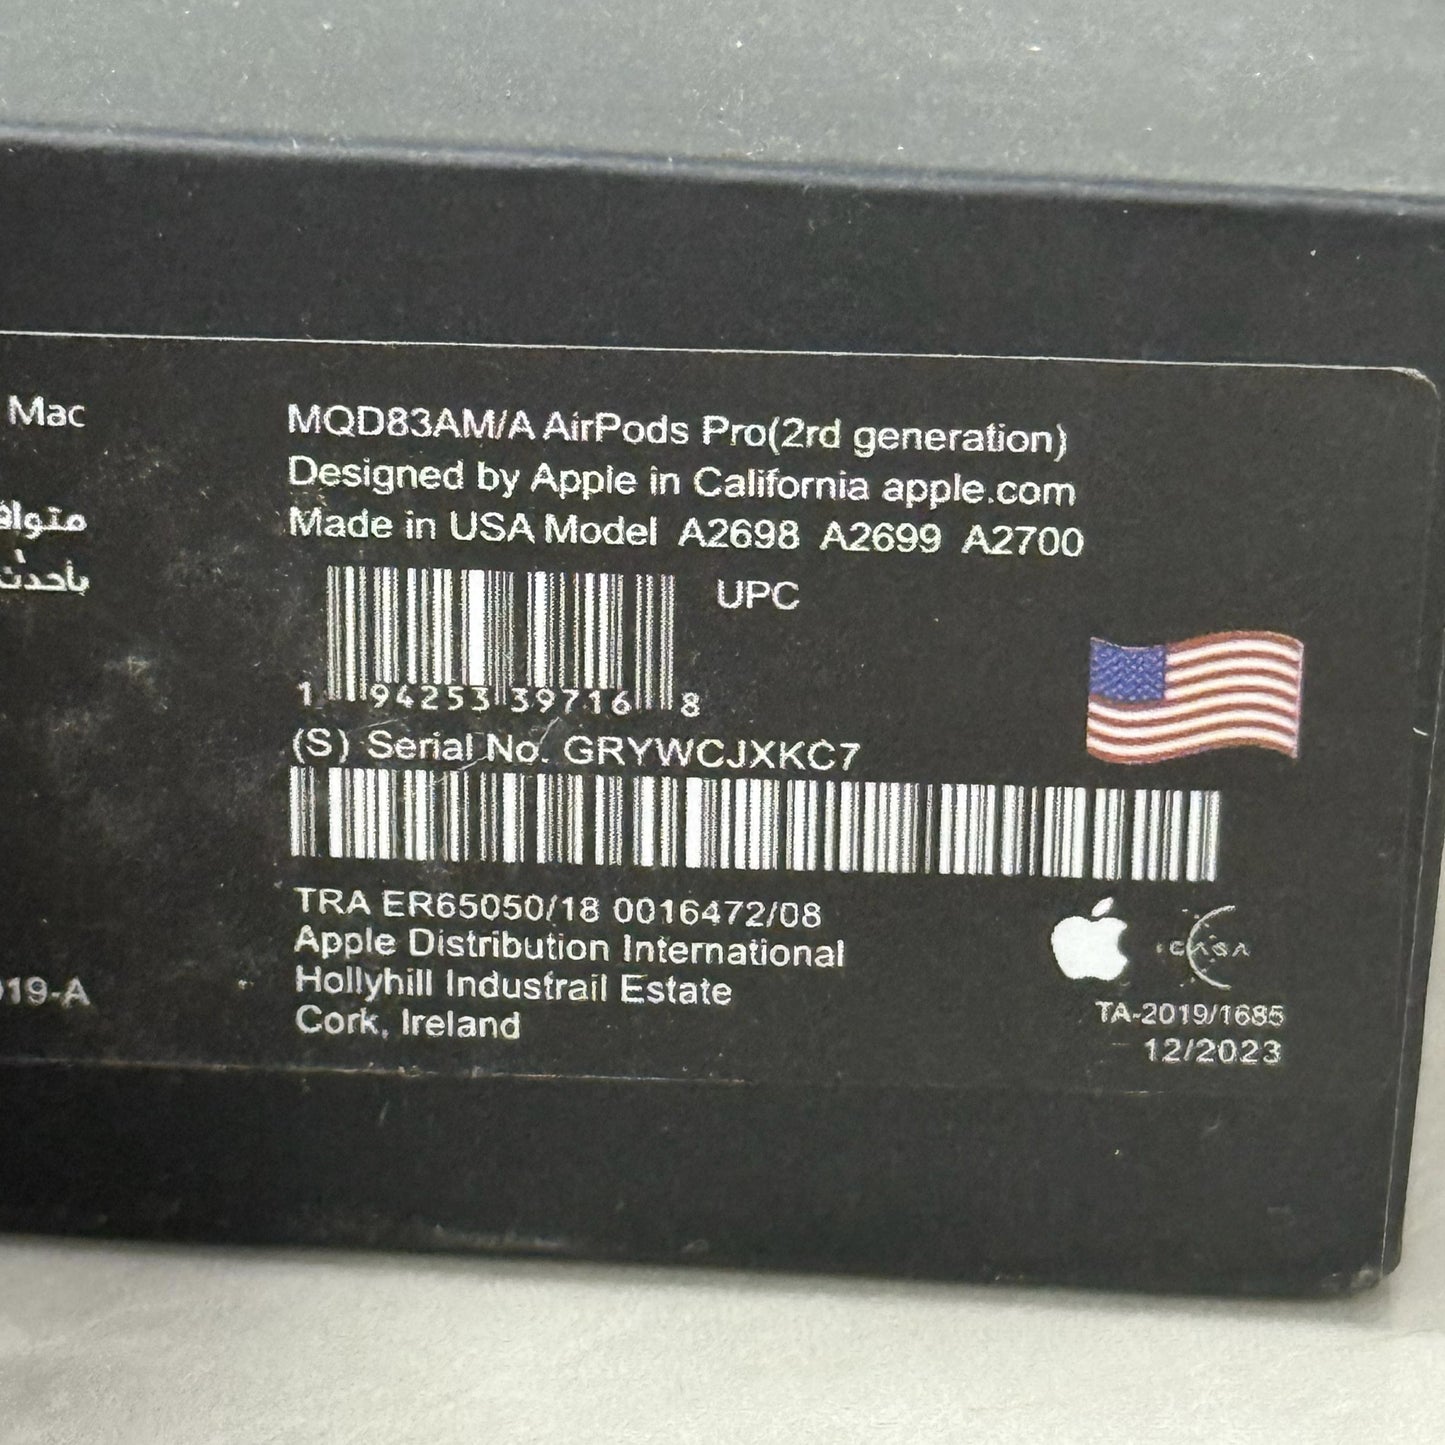 Mac
MQD83AM/A AirPods Pro(2rd generation)
Designed by Apple in California apple.com
Made in USA Model A2698 A2699 A2700
UPC
1 94253 39716 8
(S) Serial No. GRYWCJXKC7
TRA ER65050/18 0016472/08
Apple Distribution International
Hollyhill Industrail Estate
Cork, Ireland
19-A
TA-2019/1685
12/2023